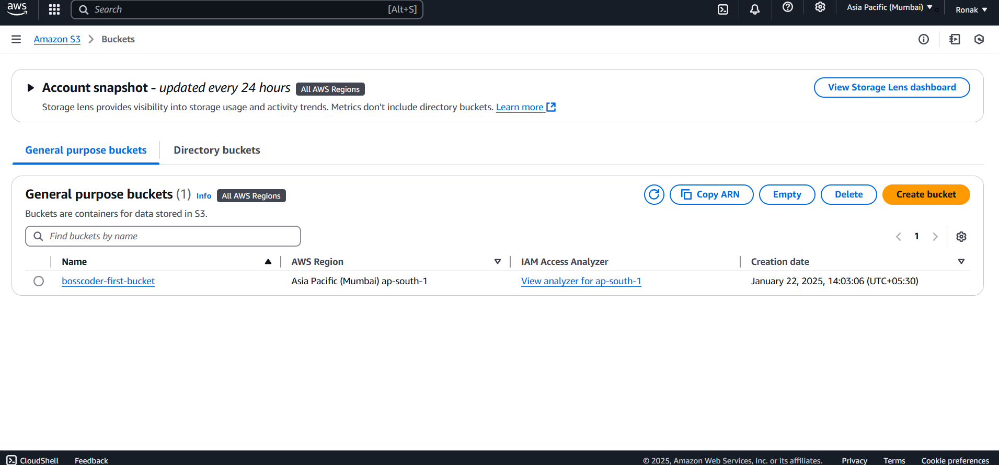 aws
Search [Alt+S]
Asia Pacific (Mumbai)
Ronak
Amazon S3 Buckets
Account snapshot - updated every 24 hours All AWS Regions
View Storage Lens dashboard
Storage lens provides visibility into storage usage and activity trends. Metrics don't include directory buckets. Learn more
General purpose buckets Directory buckets
General purpose buckets (1) Info All AWS Regions
Copy ARN Empty Delete Create bucket
Buckets are containers for data stored in S3.
Find buckets by name
1
Name AWS Region IAM Access Analyzer Creation date
bosscoder-first-bucket Asia Pacific (Mumbai) ap-south-1 View analyzer for ap-south-1 January 22, 2025, 14:03:06 (UTC+05:30)
CloudShell Feedback © 2025, Amazon Web Services, Inc. or its affiliates. Privacy Terms Cookie preferences